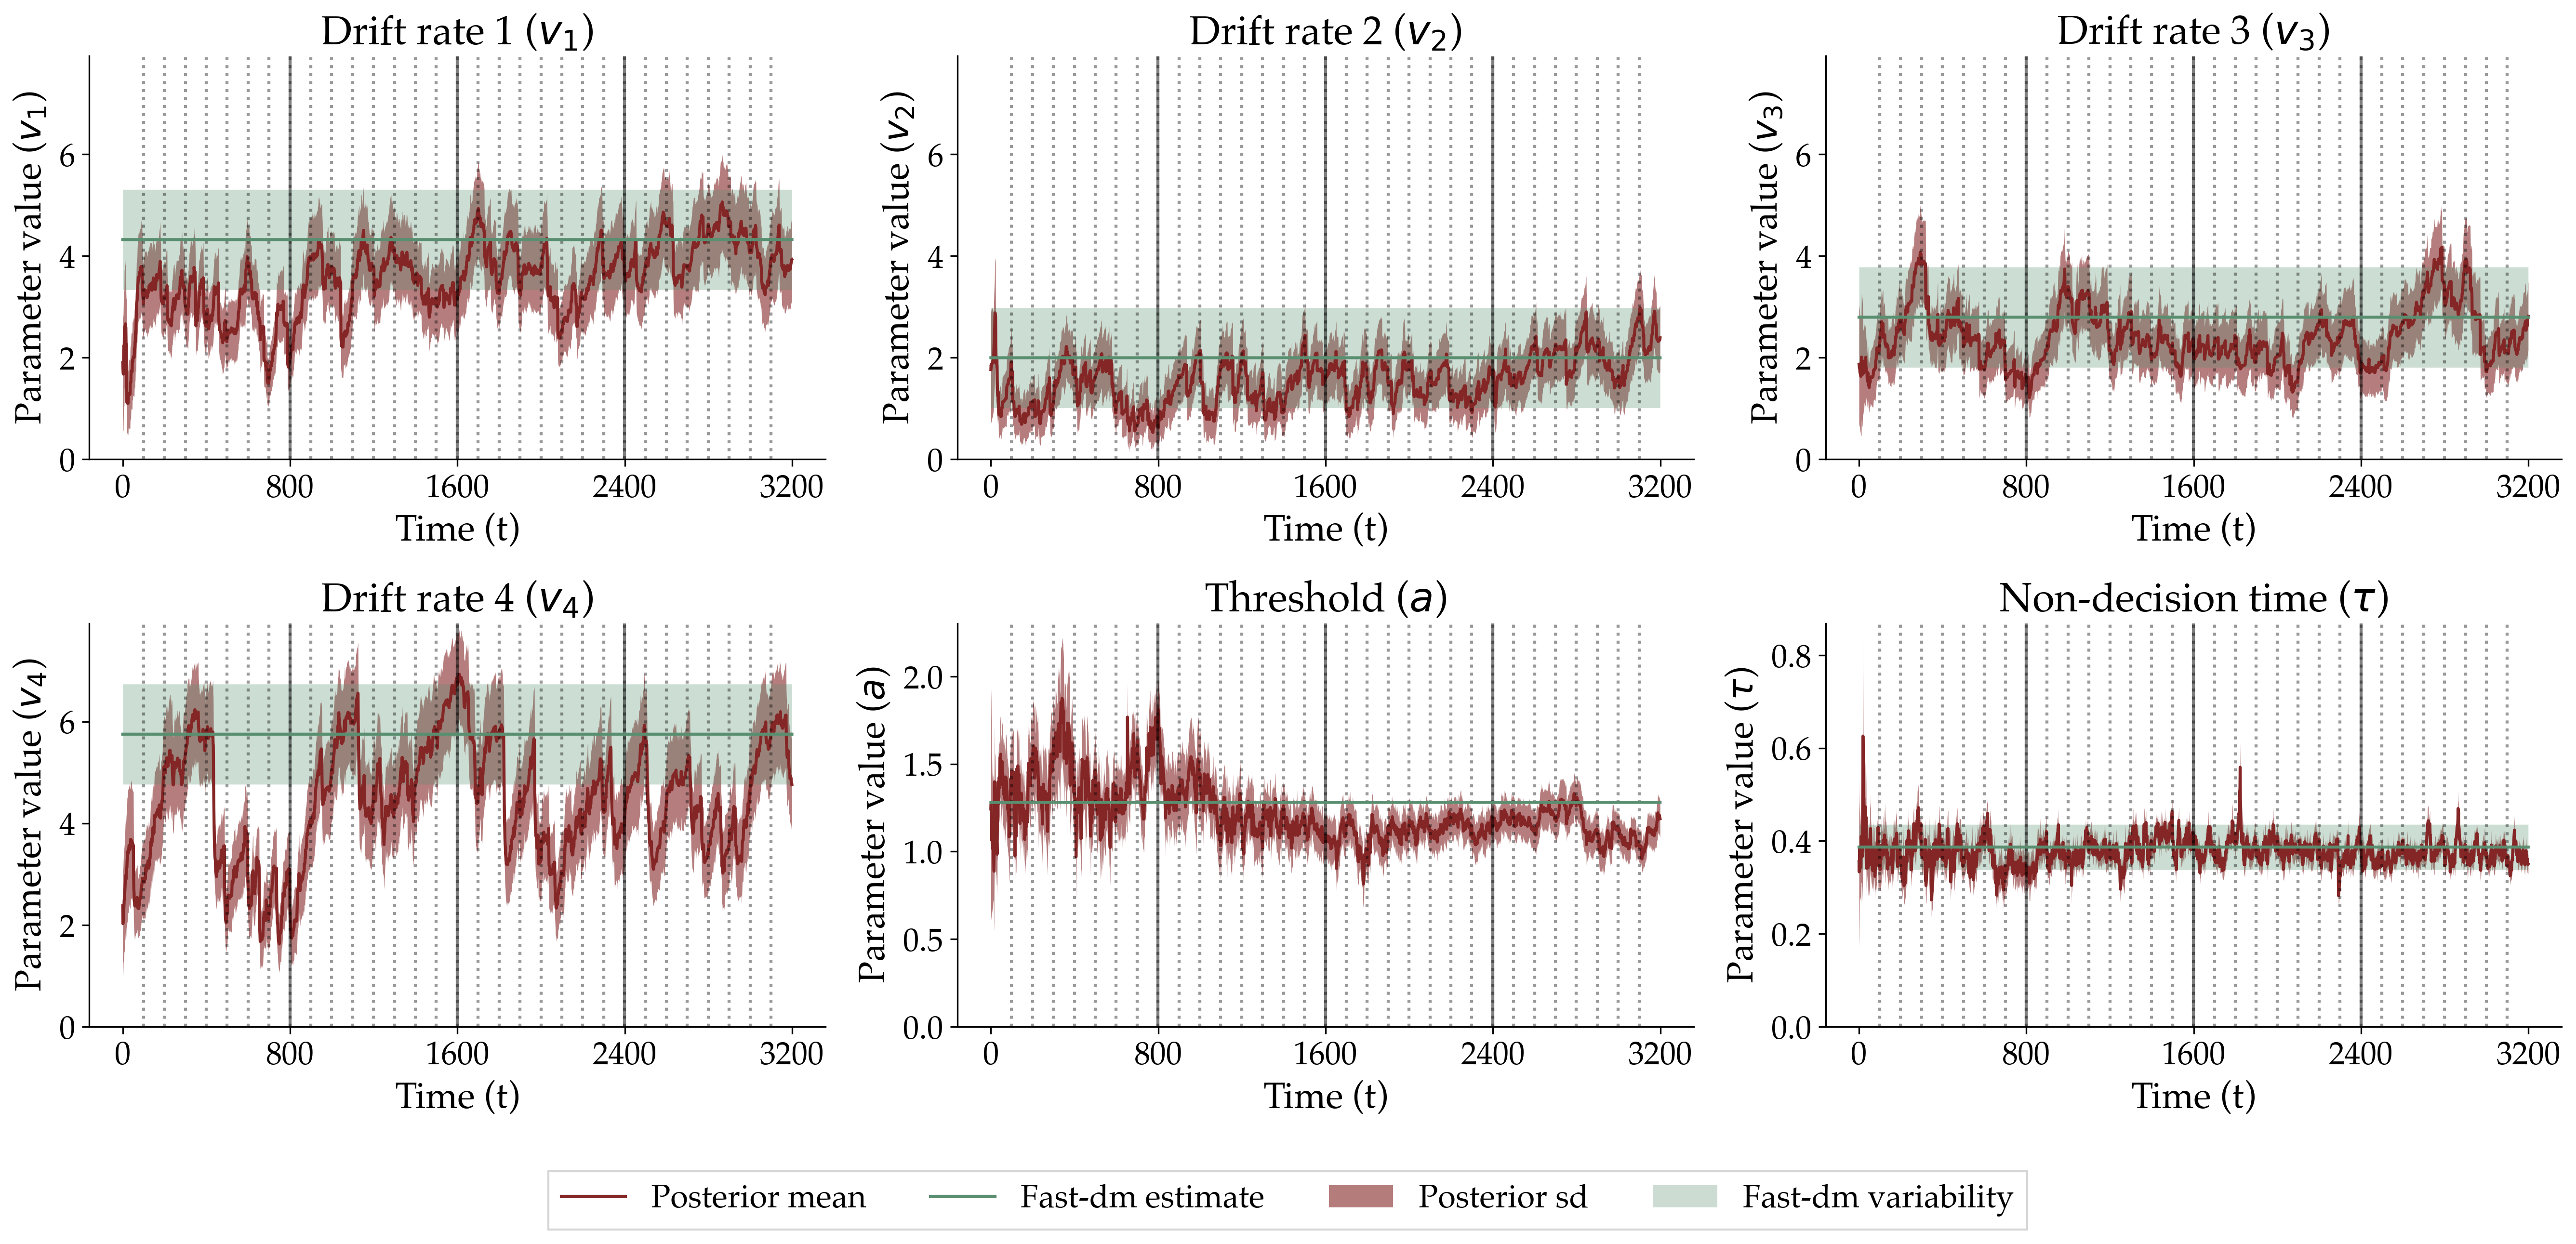 Drift rate 1 (v₁)
Parameter value (v₁)
6
4
2
0
0 800 1600 2400 3200
Time (t)
Drift rate 2 (v₂)
Parameter value (v₂)
6
4
2
0
0 800 1600 2400 3200
Time (t)
Drift rate 3 (v₃)
Parameter value (v₃)
6
4
2
0
0 800 1600 2400 3200
Time (t)
Drift rate 4 (v₄)
Parameter value (v₄)
6
4
2
0
0 800 1600 2400 3200
Time (t)
Threshold (a)
Parameter value (a)
2.0
1.5
1.0
0.5
0.0
0 800 1600 2400 3200
Time (t)
Non-decision time (τ)
Parameter value (τ)
0.8
0.6
0.4
0.2
0.0
0 800 1600 2400 3200
Time (t)
Posterior mean Fast-dm estimate Posterior sd Fast-dm variability